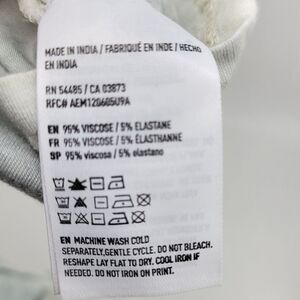 MADE IN INDIA / FABRIQUÉ EN INDE / HECHO
EN INDIA
RN 54485 / CA 03873
RFC# AEM120605U9A
EN 95% VISCOSE / 5% ELASTANE
FR 95% VISCOSE / 5% ÉLASTHANNE
SP 95% viscosa / 5% elastano
EN MACHINE WASH COLD
SEPARATELY,GENTLE CYCLE. DO NOT BLEACH.
RESHAPE LAY FLAT TO DRY. COOL IRON IF
NEEDED. DO NOT IRON ON PRINT.